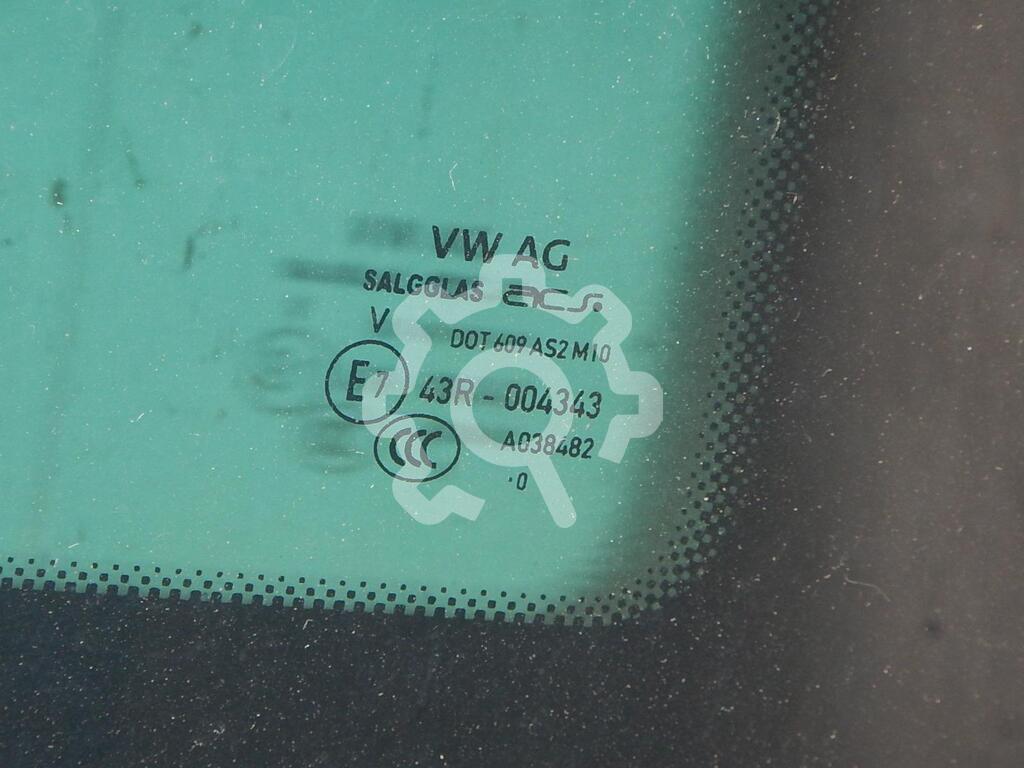 VW AG
SALGGLAS acs.
V DOT 609 AS2 M10
E7 43R - 004343
CCC A038482
·0